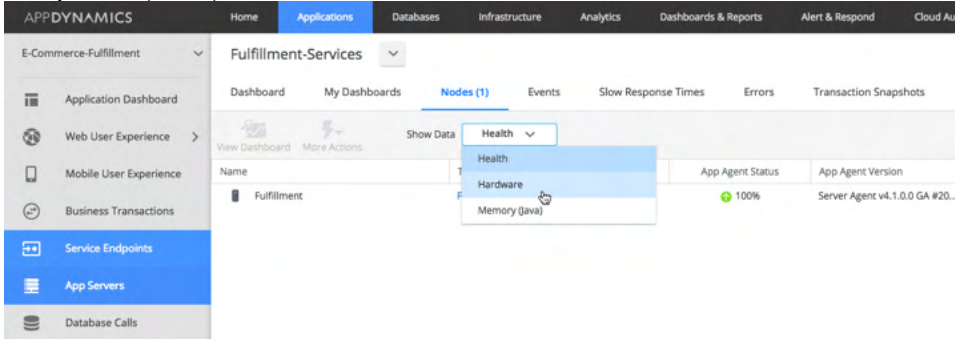 APPDYNAMICS Home Applications Databases Infrastructure Analytics Dashboards & Reports Alert & Respond Cloud Au
E-Commerce-Fulfillment Fulfillment-Services
Dashboard My Dashboards Nodes (1) Events Slow Response Times Errors Transaction Snapshots
Application Dashboard
Web User Experience
View Dashboard More Actions Show Data Health
Health
Mobile User Experience
Name App Agent Status App Agent Version
Hardware
Fulfillment 100% Server Agent v4.1.0.0 GA #20...
Business Transactions
Memory (Java)
Service Endpoints
App Servers
Database Calls